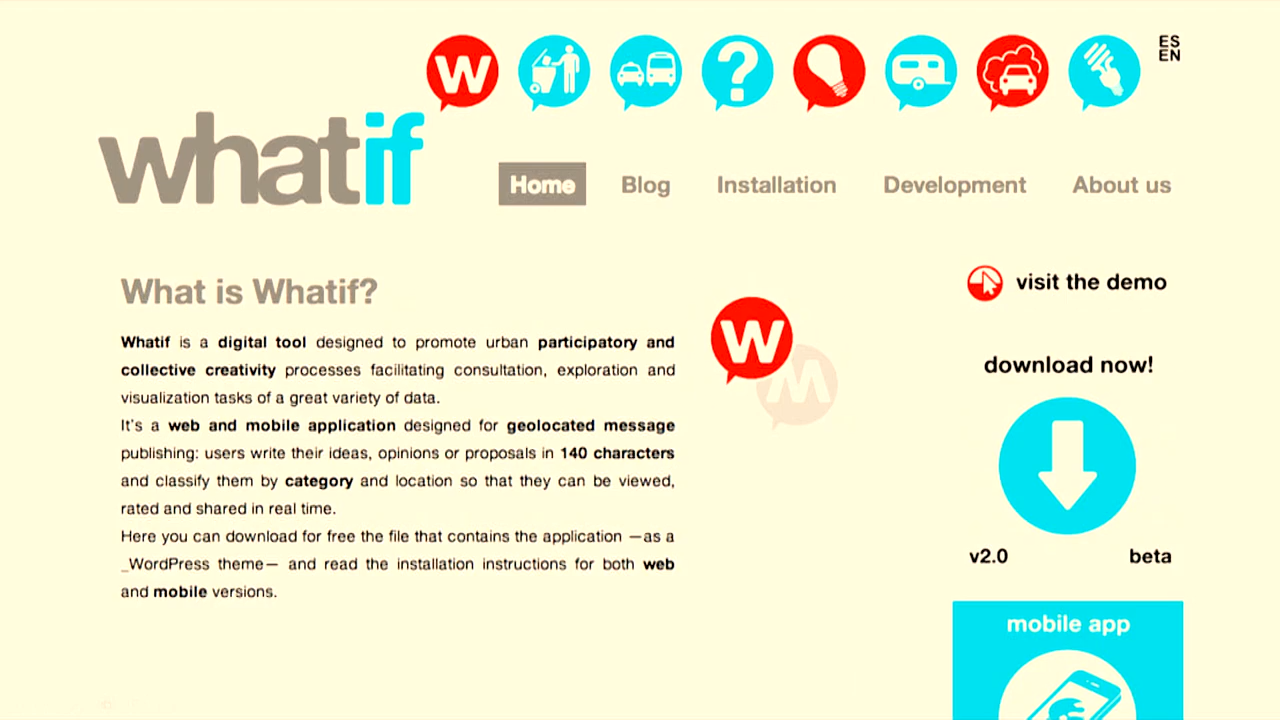 W
?
ES
EN
whatif
Home Blog Installation Development About us
What is Whatif?
visit the demo
Whatif is a digital tool designed to promote urban participatory and
collective creativity processes facilitating consultation, exploration and
visualization tasks of a great variety of data.
It's a web and mobile application designed for geolocated message
publishing: users write their ideas, opinions or proposals in 140 characters
and classify them by category and location so that they can be viewed,
rated and shared in real time.
Here you can download for free the file that contains the application —as a
_WordPress theme— and read the installation instructions for both web
and mobile versions.
W
M
download now!
v2.0 beta
mobile app